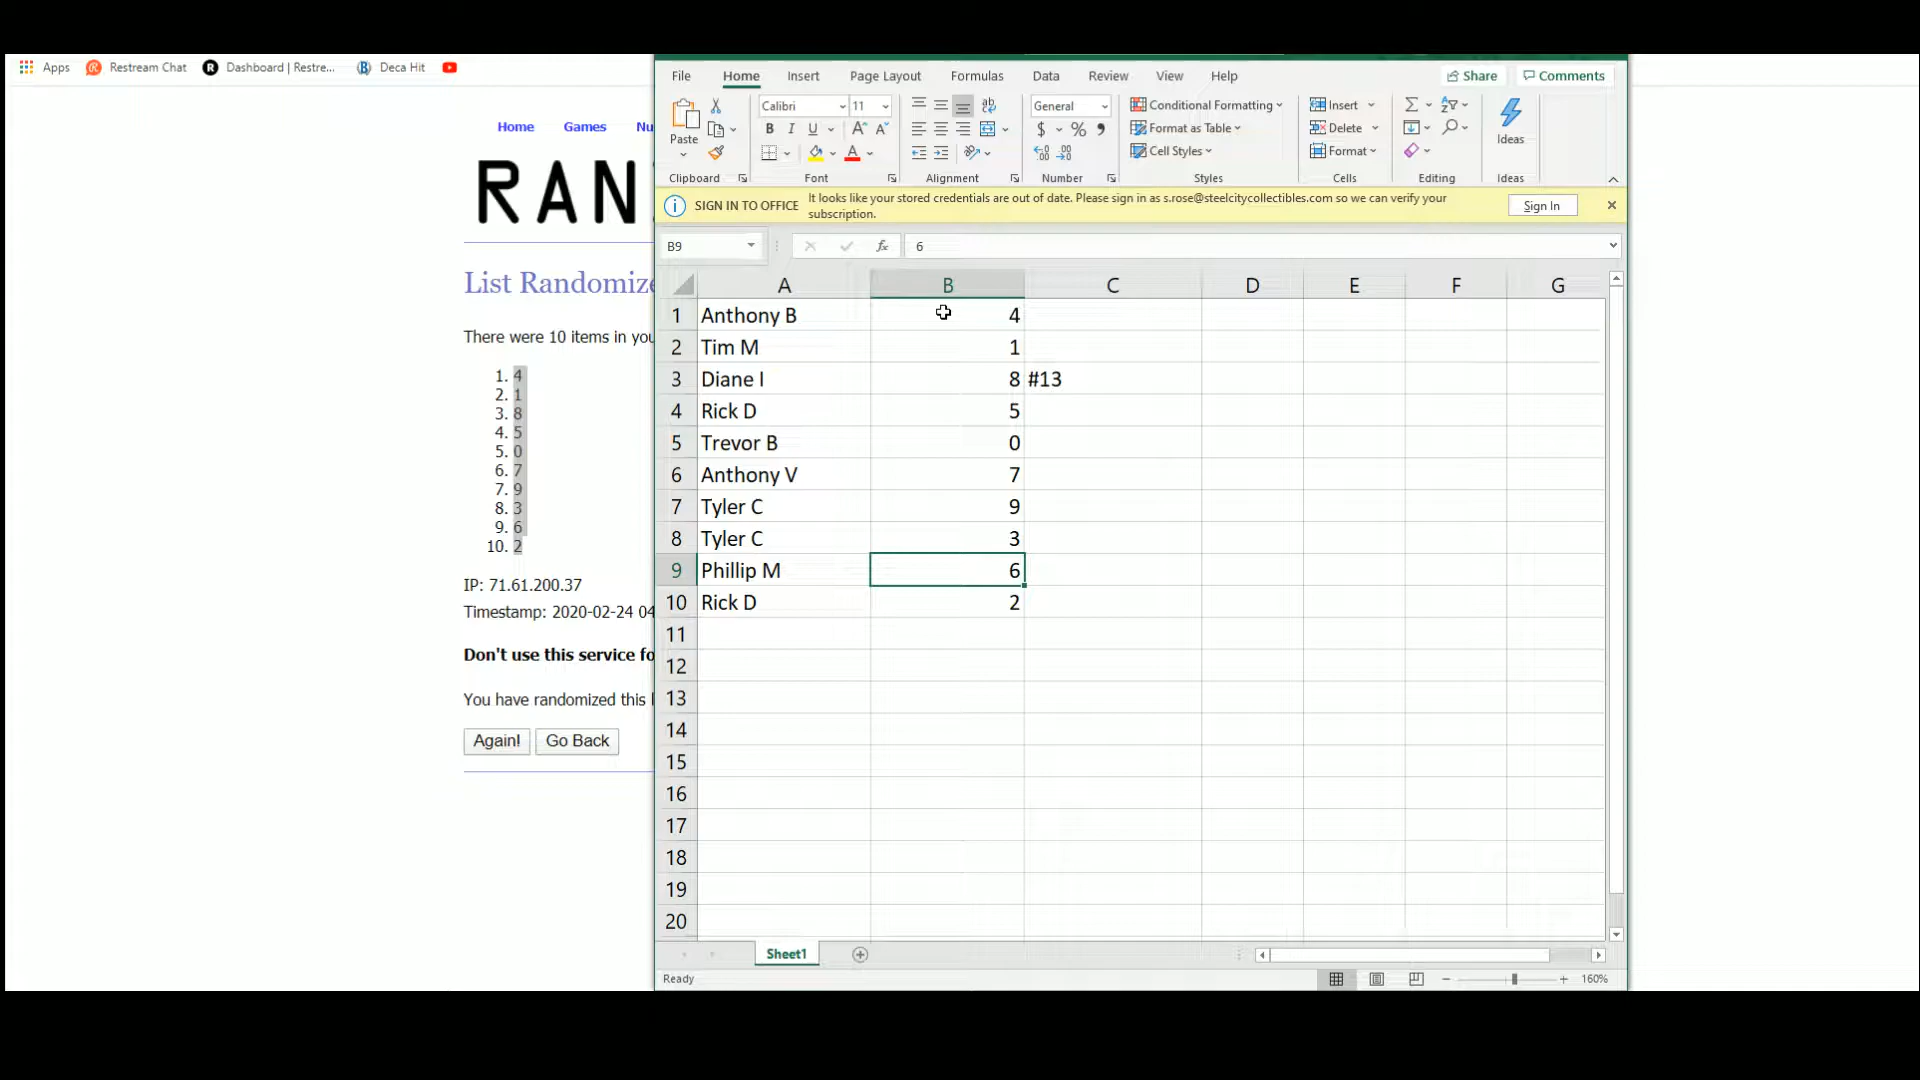 Apps Restream Chat Dashboard | Restre... Deca Hit
Home Games Nu
RAN
List Randomize
There were 10 items in you
1. 4
2. 1
3. 8
4. 5
5. 0
6. 7
7. 9
8. 3
9. 6
10. 2
IP: 71.61.200.37
Timestamp: 2020-02-24 04
Don't use this service fo
You have randomized this l
Again! Go Back
File Home Insert Page Layout Formulas Data Review View Help Share Comments
Paste Calibri 11 General Conditional Formatting Insert Ideas
B I U $ % Format as Table Delete
Cell Styles Format
Clipboard Font Alignment Number Styles Cells Editing Ideas
SIGN IN TO OFFICE It looks like your stored credentials are out of date. Please sign in as s.rose@steelcitycollectibles.com so we can verify your
subscription. Sign In
B9 fx 6
A B C D E F G
1 Anthony B 4
2 Tim M 1
3 Diane I 8 #13
4 Rick D 5
5 Trevor B 0
6 Anthony V 7
7 Tyler C 9
8 Tyler C 3
9 Phillip M 6
10 Rick D 2
11
12
13
14
15
16
17
18
19
20
Sheet1
Ready 160%